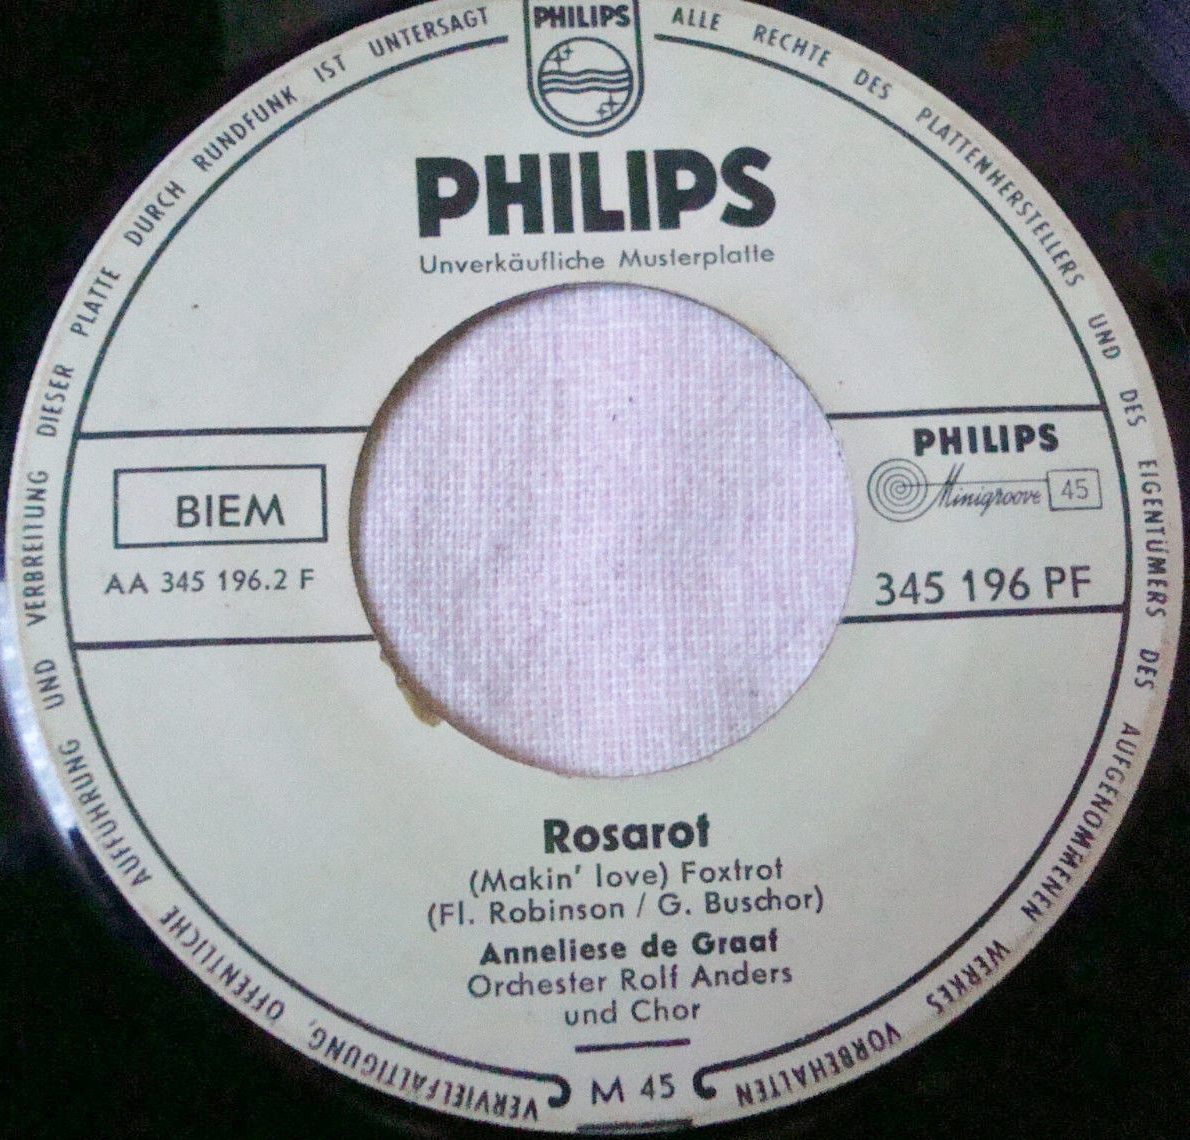 PHILIPS
ALLE RECHTE DES PLATTENHERSTELLERS UND DES EIGENTÜMERS DES AUFGENOMMENEN WERKES VORBEHALTEN
VERVIELFÄLTIGUNG, ÖFFENTLICHE AUFFÜHRUNG UND VERBREITUNG DIESER PLATTE DURCH RUNDFUNK IST UNTERSAGT
PHILIPS
Unverkäufliche Musterplatte
BIEM
AA 345 196.2 F
PHILIPS
Minigroove 45
345 196 PF
Rosarot
(Makin' love) Foxtrot
(Fl. Robinson / G. Buschor)
Anneliese de Graaf
Orchester Rolf Anders
und Chor
M 45